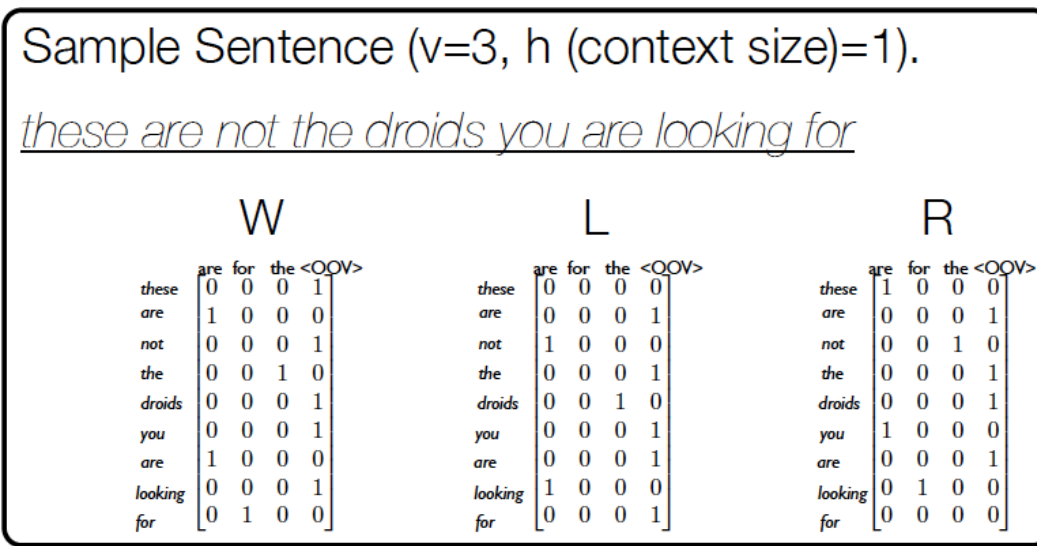 Sample Sentence (v=3, h (context size)=1).
these are not the droids you are looking for
W
are for the <OOV>
these 0 0 0 1
are 1 0 0 0
not 0 0 0 1
the 0 0 1 0
droids 0 0 0 1
you 0 0 0 1
are 1 0 0 0
looking 0 0 0 1
for 0 1 0 0
L
are for the <OOV>
these 0 0 0 0
are 0 0 0 1
not 1 0 0 0
the 0 0 0 1
droids 0 0 1 0
you 0 0 0 1
are 0 0 0 1
looking 1 0 0 0
for 0 0 0 1
R
are for the <OOV>
these 1 0 0 0
are 0 0 0 1
not 0 0 1 0
the 0 0 0 1
droids 0 0 0 1
you 1 0 0 0
are 0 0 0 1
looking 0 1 0 0
for 0 0 0 0